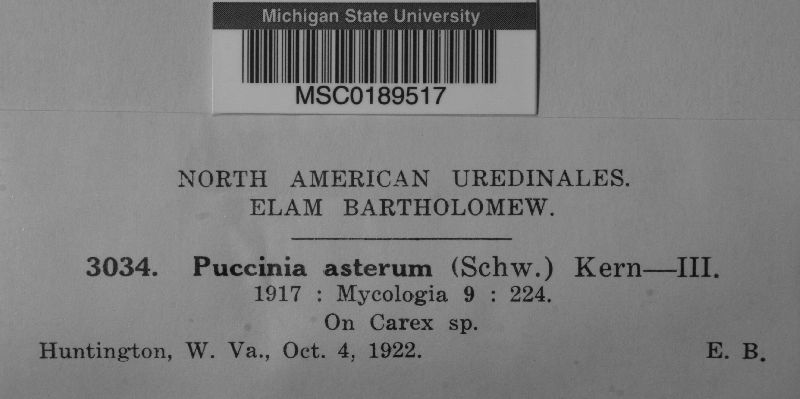 Michigan State University
MSC0189517
NORTH AMERICAN UREDINALES.
ELAM BARTHOLOMEW.
3034. Puccinia asterum (Schw.) Kern—III.
1917 : Mycologia 9 : 224.
On Carex sp.
Huntington, W. Va., Oct. 4, 1922. E. B.